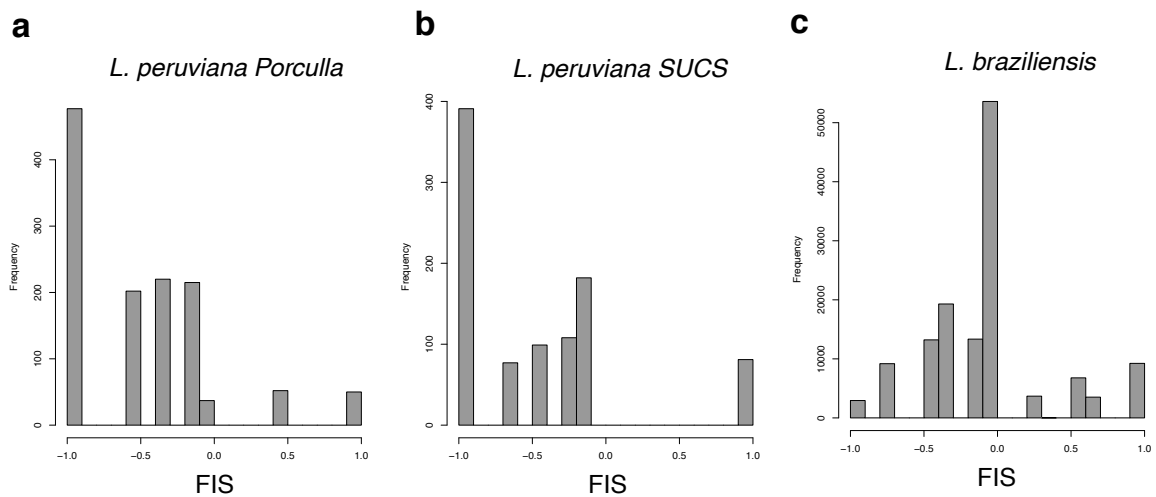 a
L. peruviana Porculla
Frequency
400
300
200
100
0
-1.0 -0.5 0.0 0.5 1.0
FIS
b
L. peruviana SUCS
Frequency
400
300
200
100
0
-1.0 -0.5 0.0 0.5 1.0
FIS
c
L. braziliensis
Frequency
50000
40000
30000
20000
10000
0
-1.0 -0.5 0.0 0.5 1.0
FIS